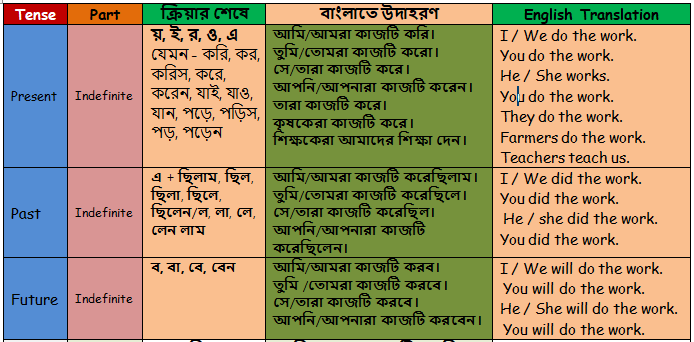 Tense Part ক্রিয়ার শেষে বাংলাতে উদাহরণ English Translation
Present
Indefinite
য়, ই, র, ও, এ
যেমন - করি, কর,
করিস, করে,
করেন, যাই, যাও,
যান, পড়ে, পড়িস,
পড়, পড়েন
আমি/আমরা কাজটি করি।
তুমি/তোমরা কাজটি করো।
সে/তারা কাজটি করে।
আপনি/আপনারা কাজটি করেন।
তারা কাজটি করে।
কৃষকেরা কাজটি করে।
শিক্ষকেরা আমাদের শিক্ষা দেন।
I / We do the work.
You do the work.
He / She works.
You do the work.
They do the work.
Farmers do the work.
Teachers teach us.
Past
Indefinite
এ + ছিলাম, ছিল,
ছিলা, ছিলে,
ছিলেন/ল, লা, লে,
লেন লাম
আমি/আমরা কাজটি করেছিলাম।
তুমি/তোমরা কাজটি করেছিলে।
সে/তারা কাজটি করেছিল।
আপনি/আপনারা কাজটি
করেছিলেন।
I / We did the work.
You did the work.
He / she did the work.
You did the work.
Future
Indefinite
ব, বা, বে, বেন
আমি/আমরা কাজটি করব।
তুমি /তোমরা কাজটি করবে।
সে/তারা কাজটি করবে।
আপনি/আপনারা কাজটি করবেন।
I / We will do the work.
You will do the work.
He / She will do the work.
You will do the work.